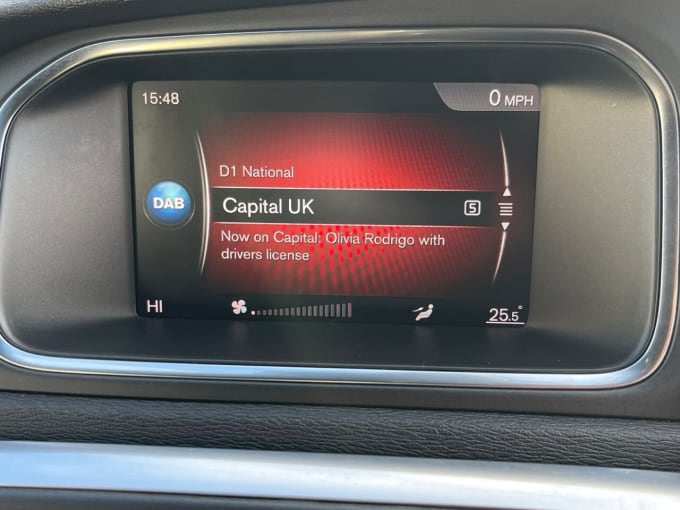 15:48
0 MPH
D1 National
DAB
Capital UK
5
Now on Capital: Olivia Rodrigo with
drivers license
HI
25.5°